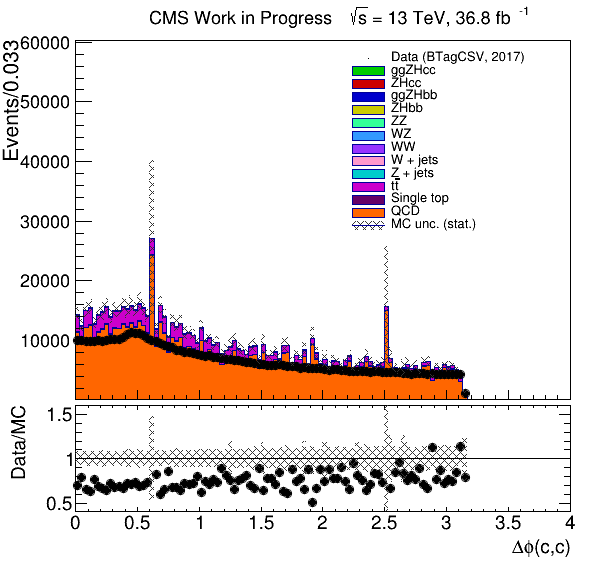 CMS Work in Progress √s = 13 TeV, 36.8 fb⁻¹
Events/0.033
60000
50000
40000
30000
20000
10000
Data (BTagCSV, 2017)
ggZHcc
ZHcc
ggZHbb
ZHbb
ZZ
WZ
WW
W + jets
Z + jets
tt̅
Single top
QCD
MC unc. (stat.)
Data/MC
1.5
1
0.5
0 0.5 1 1.5 2 2.5 3 3.5 4
Δϕ(c,c)